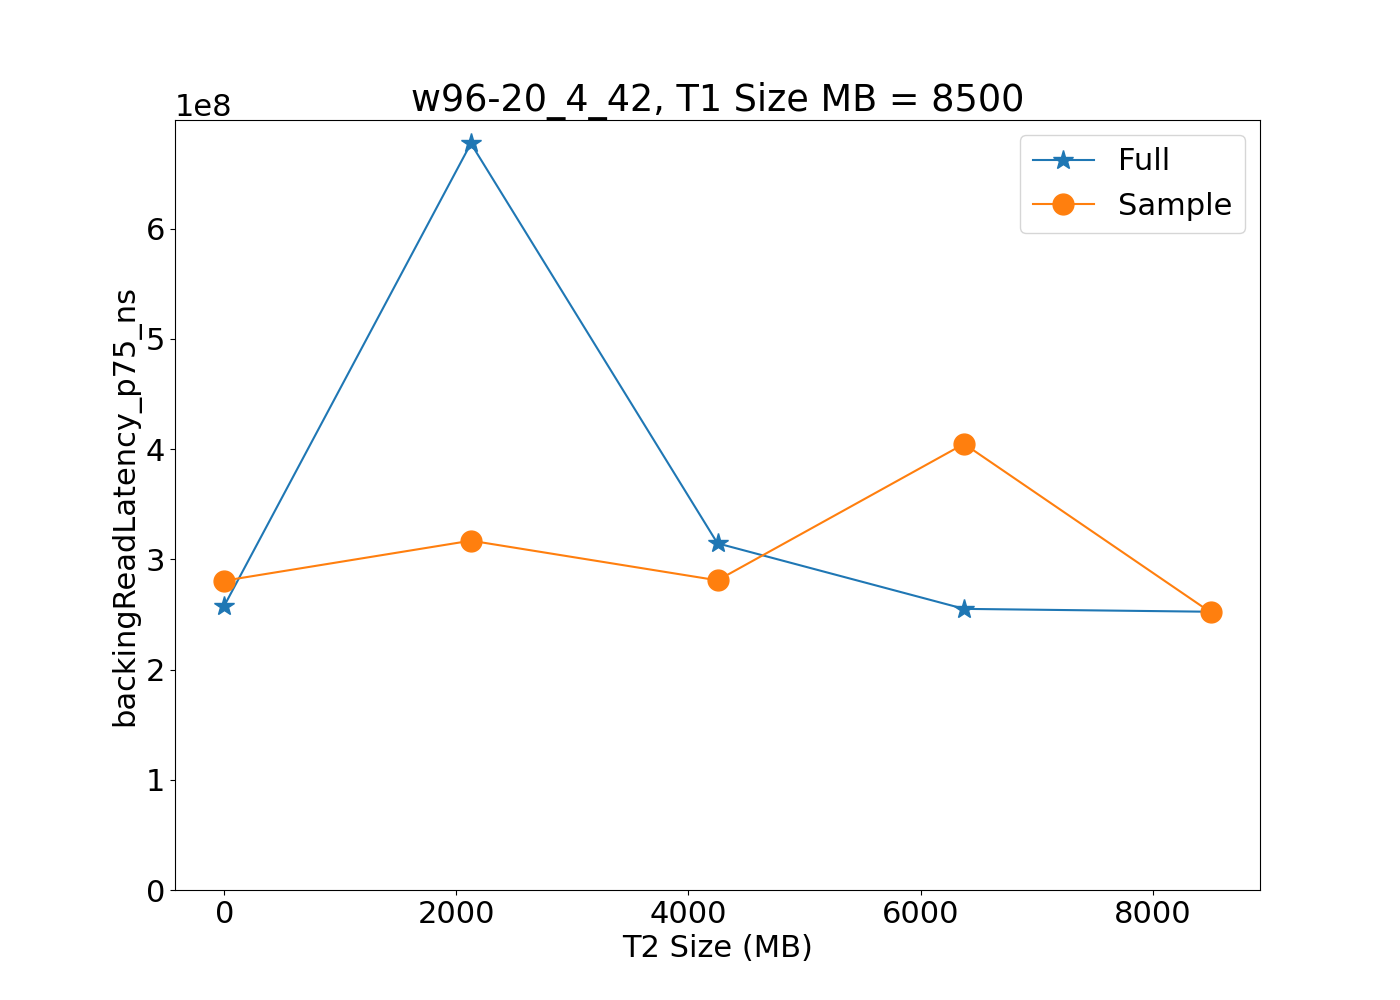 w96-20_4_42, T1 Size MB = 8500
1e8
Full
Sample
6
5
4
3
2
1
0
backingReadLatency_p75_ns
0 2000 4000 6000 8000
T2 Size (MB)